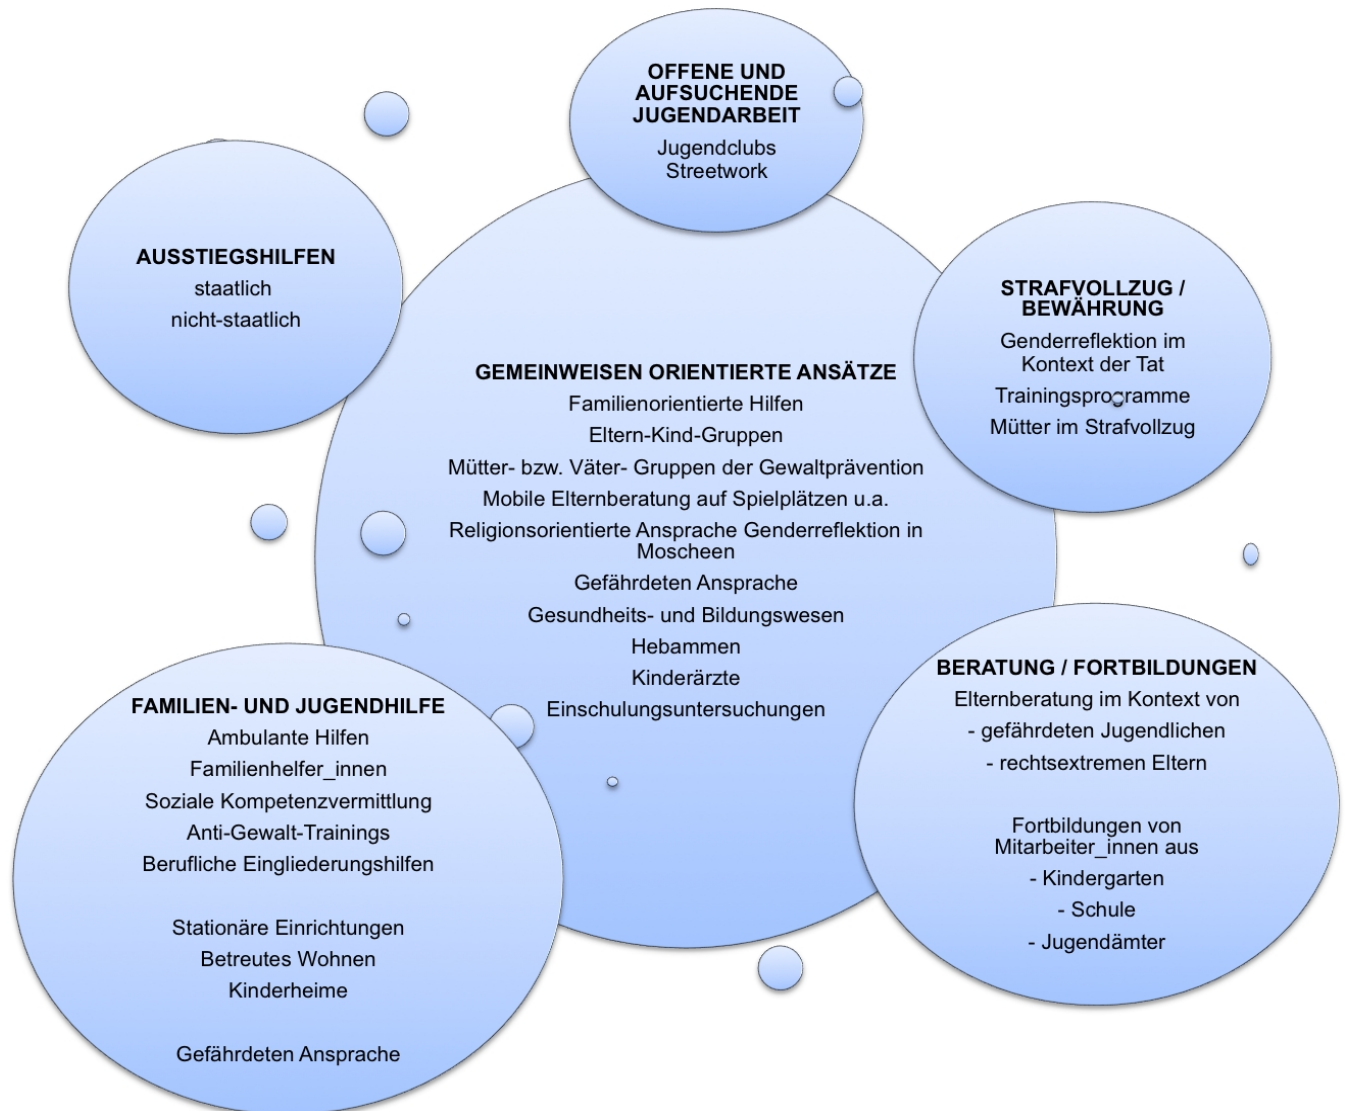 OFFENE UND
AUFSUCHENDE
JUGENDARBEIT
Jugendclubs
Streetwork
AUSSTIEGSHILFEN
staatlich
nicht-staatlich
STRAFVOLLZUG /
BEWÄHRUNG
Genderreflektion im
Kontext der Tat
Trainingsprogramme
Mütter im Strafvollzug
GEMEINWEISEN ORIENTIERTE ANSÄTZE
Familienorientierte Hilfen
Eltern-Kind-Gruppen
Mütter- bzw. Väter- Gruppen der Gewaltprävention
Mobile Elternberatung auf Spielplätzen u.a.
Religionsorientierte Ansprache Genderreflektion in
Moscheen
Gefährdeten Ansprache
Gesundheits- und Bildungswesen
Hebammen
Kinderärzte
Einschulungsuntersuchungen
FAMILIEN- UND JUGENDHILFE
Ambulante Hilfen
Familienhelfer_innen
Soziale Kompetenzvermittlung
Anti-Gewalt-Trainings
Berufliche Eingliederungshilfen
Stationäre Einrichtungen
Betreutes Wohnen
Kinderheime
Gefährdeten Ansprache
BERATUNG / FORTBILDUNGEN
Elternberatung im Kontext von
- gefährdeten Jugendlichen
- rechtsextremen Eltern
Fortbildungen von
Mitarbeiter_innen aus
- Kindergarten
- Schule
- Jugendämter